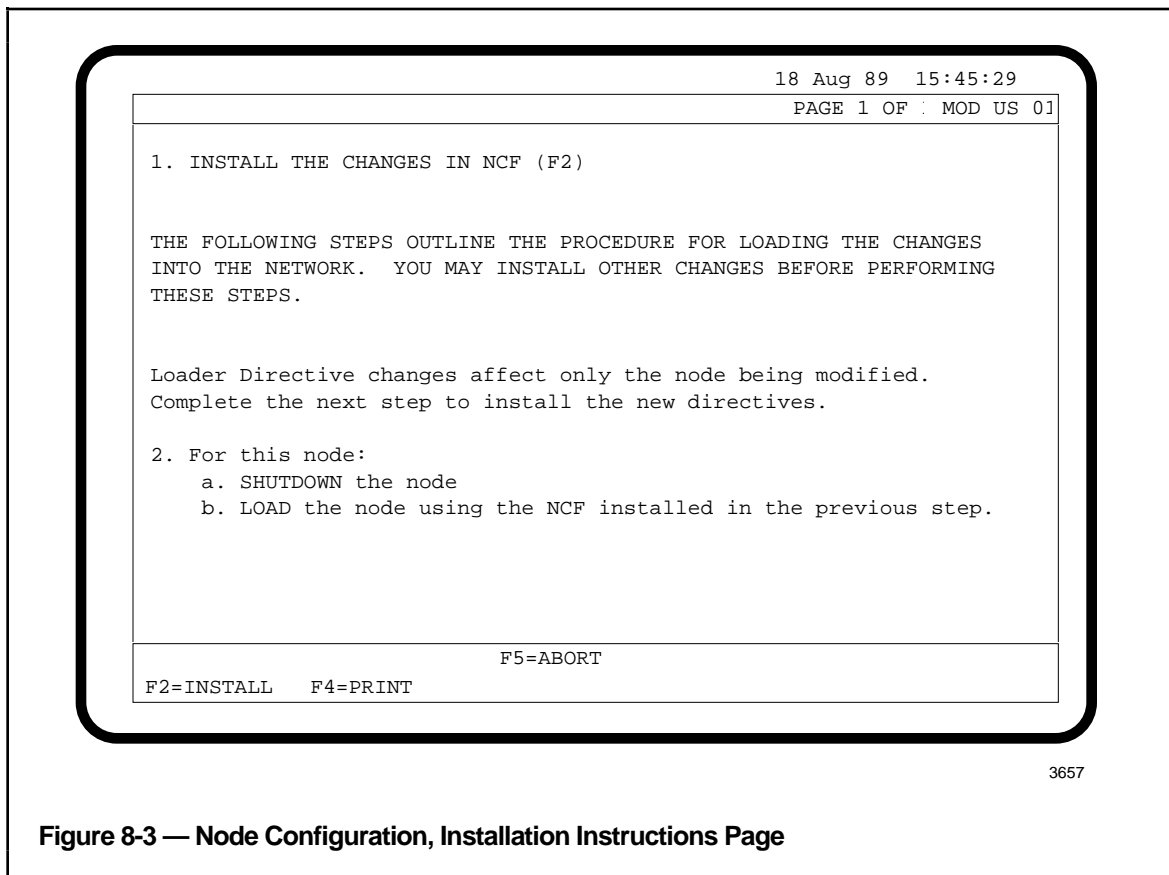 18 Aug 89 15:45:29
PAGE 1 OF MOD US 01
1. INSTALL THE CHANGES IN NCF (F2)
THE FOLLOWING STEPS OUTLINE THE PROCEDURE FOR LOADING THE CHANGES
INTO THE NETWORK. YOU MAY INSTALL OTHER CHANGES BEFORE PERFORMING
THESE STEPS.
Loader Directive changes affect only the node being modified.
Complete the next step to install the new directives.
2. For this node:
a. SHUTDOWN the node
b. LOAD the node using the NCF installed in the previous step.
F5=ABORT
F2=INSTALL F4=PRINT
3657
Figure 8-3 — Node Configuration, Installation Instructions Page